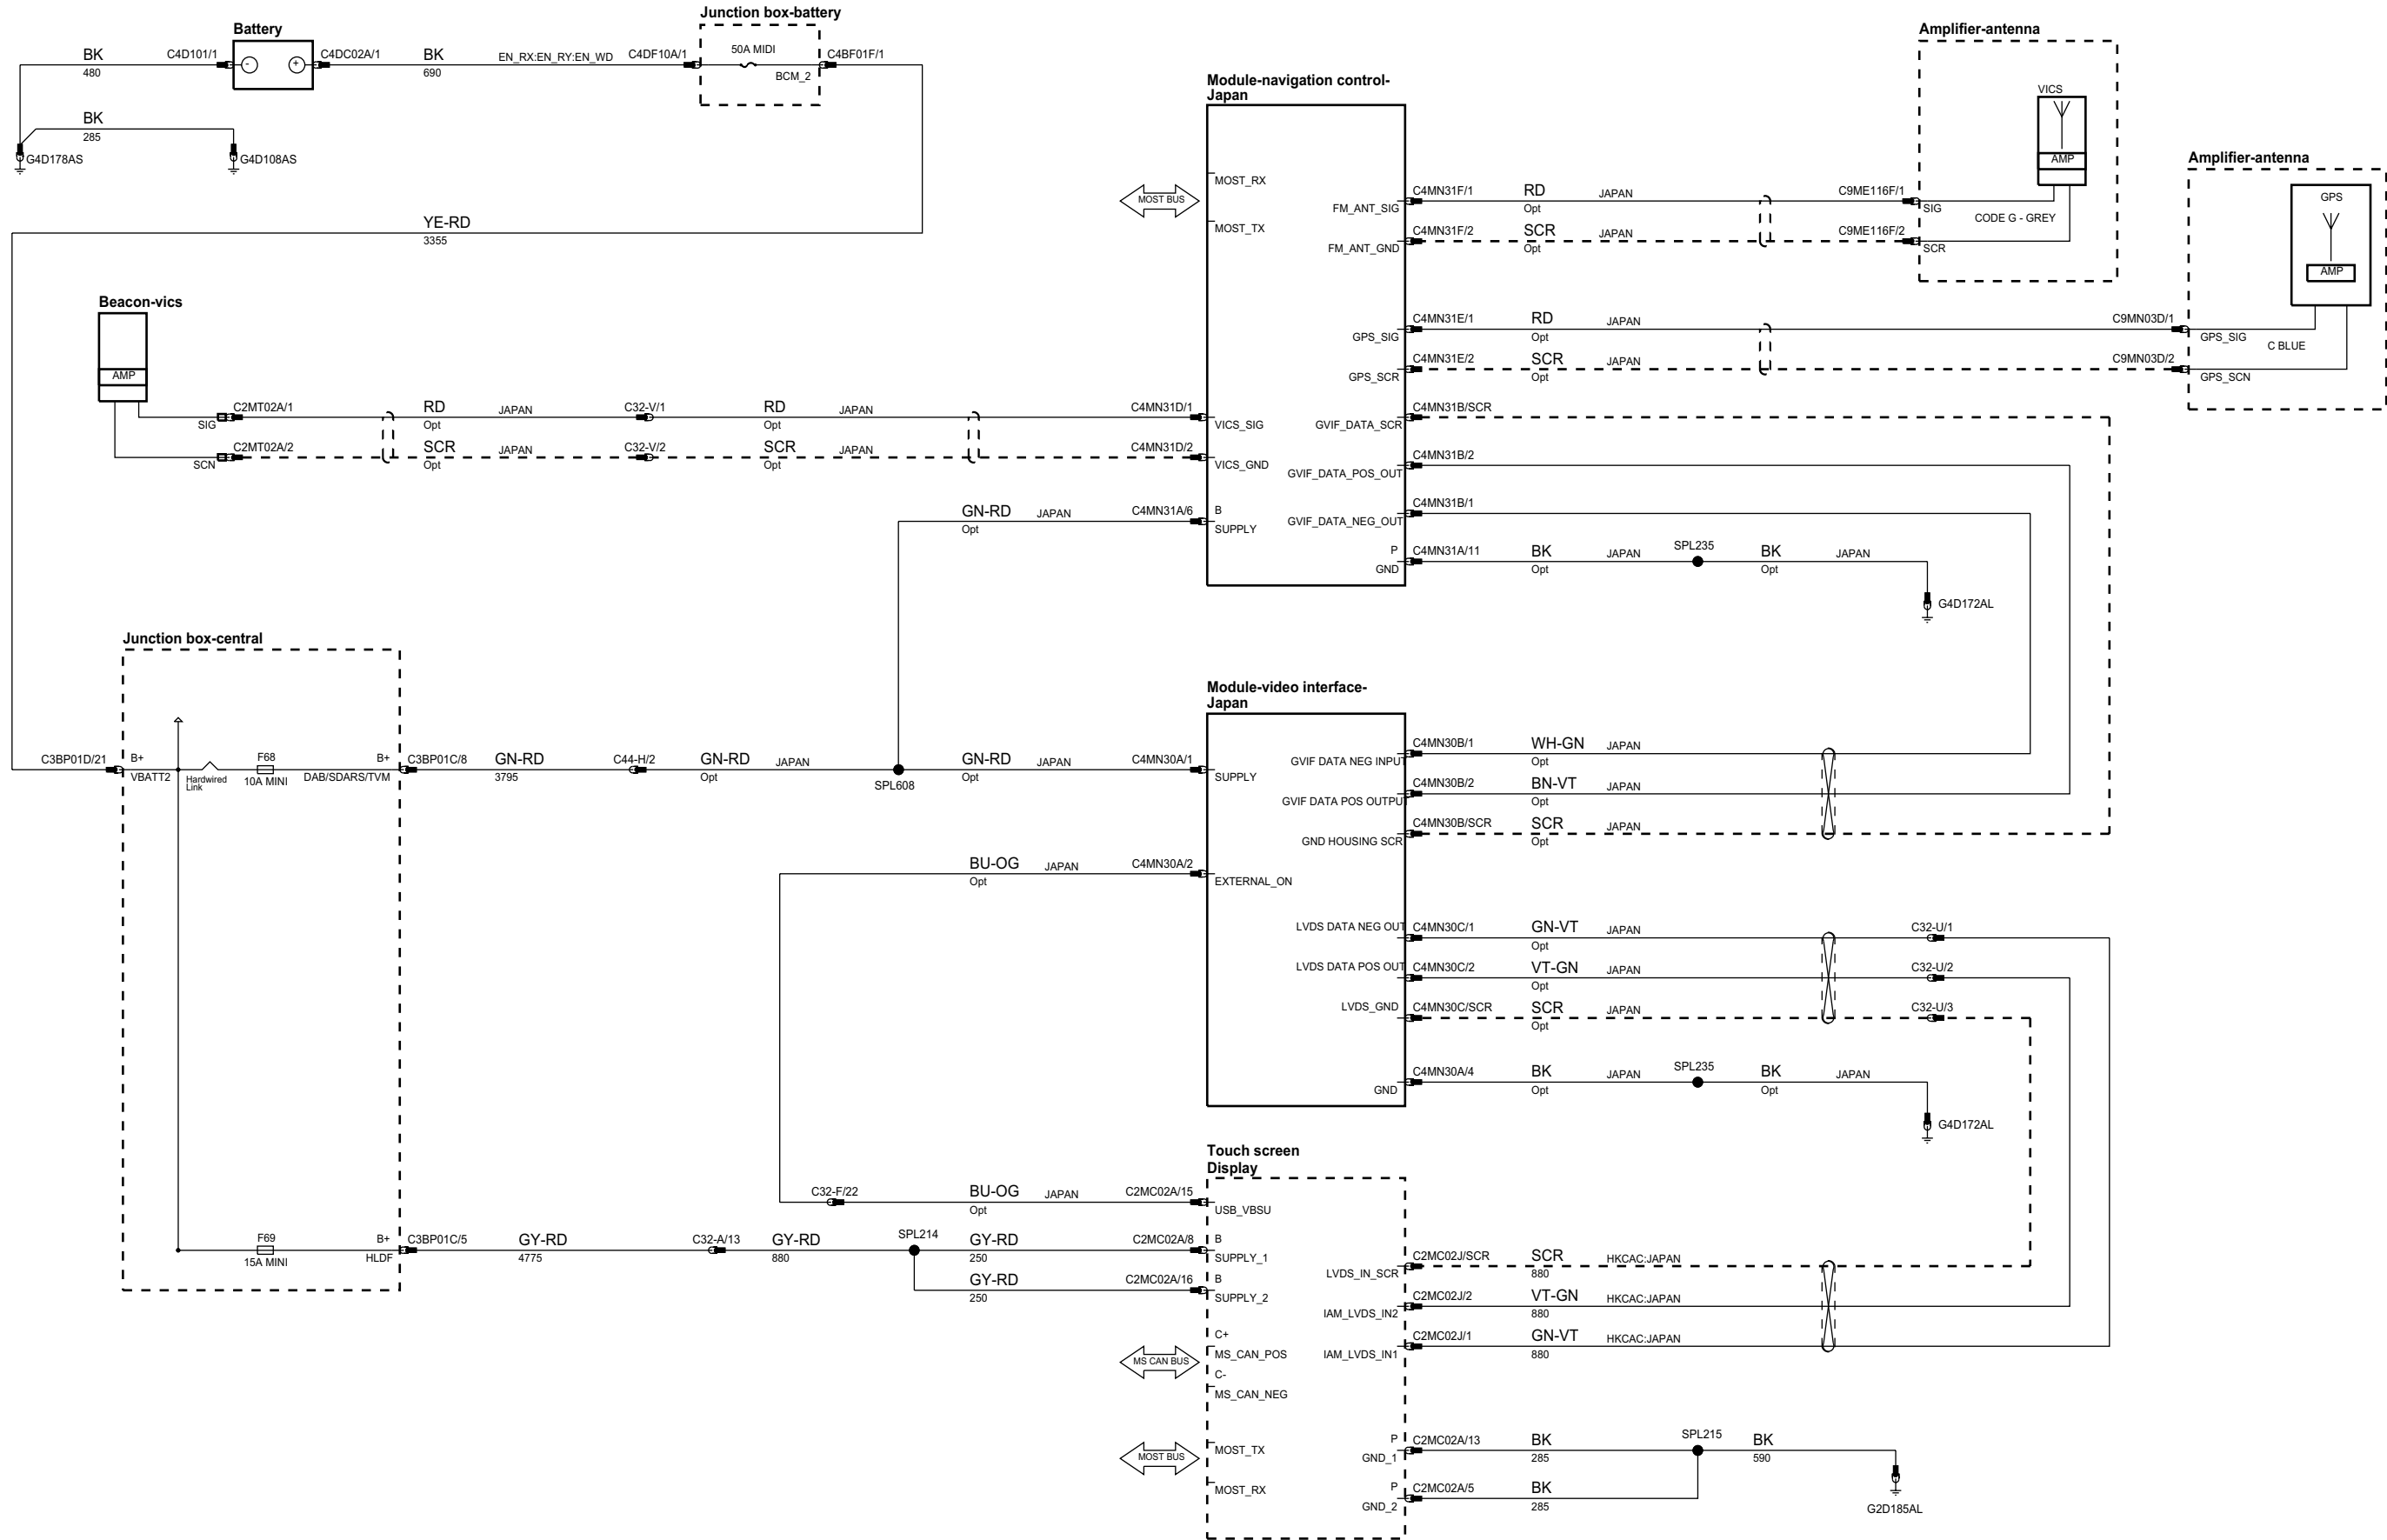 Battery
BK
480
C4D101/1
-
+
C4DC02A/1
BK
690
EN_RX:EN_RY:EN_WD
C4DF10A/1
Junction box-battery
50A MIDI
BCM_2
C4BF01F/1
BK
285
G4D178AS
G4D108AS
YE-RD
3355
Beacon-vics
AMP
SIG
C2MT02A/1
RD
Opt
JAPAN
C32-V/1
RD
Opt
JAPAN
C4MN31D/1
SCN
C2MT02A/2
SCR
Opt
JAPAN
C32-V/2
SCR
Opt
JAPAN
C4MN31D/2
GN-RD
Opt
JAPAN
C4MN31A/6
Module-navigation control-
Japan
MOST BUS
MOST_RX
MOST_TX
VICS_SIG
VICS_GND
B
SUPPLY
FM_ANT_SIG
FM_ANT_GND
GPS_SIG
GPS_SCR
GVIF_DATA_SCR
GVIF_DATA_POS_OUT
GVIF_DATA_NEG_OUT
P
GND
C4MN31F/1
RD
Opt
JAPAN
C9ME116F/1
C4MN31F/2
SCR
Opt
JAPAN
C9ME116F/2
Amplifier-antenna
VICS
AMP
SIG
CODE G - GREY
SCR
C4MN31E/1
RD
Opt
JAPAN
C9MN03D/1
C4MN31E/2
SCR
Opt
JAPAN
C9MN03D/2
Amplifier-antenna
GPS
AMP
GPS_SIG
C BLUE
GPS_SCN
C4MN31B/SCR
C4MN31B/2
C4MN31B/1
C4MN31A/11
BK
Opt
JAPAN
SPL235
BK
Opt
JAPAN
G4D172AL
Junction box-central
C3BP01D/21
B+
VBATT2
Hardwired
Link
F68
10A MINI
B+
DAB/SDARS/TVM
C3BP01C/8
GN-RD
3795
C44-H/2
GN-RD
Opt
JAPAN
SPL608
GN-RD
Opt
JAPAN
C4MN30A/1
BU-OG
Opt
JAPAN
C4MN30A/2
Module-video interface-
Japan
SUPPLY
EXTERNAL_ON
GVIF DATA NEG INPUT
GVIF DATA POS OUTPUT
GND HOUSING SCR
LVDS DATA NEG OUT
LVDS DATA POS OUT
LVDS_GND
GND
C4MN30B/1
WH-GN
Opt
JAPAN
C4MN30B/2
BN-VT
Opt
JAPAN
C4MN30B/SCR
SCR
Opt
JAPAN
C4MN30C/1
GN-VT
Opt
JAPAN
C32-U/1
C4MN30C/2
VT-GN
Opt
JAPAN
C32-U/2
C4MN30C/SCR
SCR
Opt
JAPAN
C32-U/3
C4MN30A/4
BK
Opt
JAPAN
SPL235
BK
Opt
JAPAN
G4D172AL
F69
15A MINI
B+
HLDF
C3BP01C/5
GY-RD
4775
C32-A/13
GY-RD
880
SPL214
GY-RD
250
C2MC02A/8
GY-RD
250
C2MC02A/16
C32-F/22
BU-OG
Opt
JAPAN
C2MC02A/15
Touch screen
Display
USB_VBSU
B
SUPPLY_1
B
SUPPLY_2
MS CAN BUS
C+
MS_CAN_POS
C-
MS_CAN_NEG
MOST BUS
MOST_TX
MOST_RX
LVDS_IN_SCR
IAM_LVDS_IN2
IAM_LVDS_IN1
P
GND_1
P
GND_2
C2MC02J/SCR
SCR
880
HKCAC:JAPAN
C2MC02J/2
VT-GN
880
HKCAC:JAPAN
C2MC02J/1
GN-VT
880
HKCAC:JAPAN
C2MC02A/13
BK
285
SPL215
BK
590
C2MC02A/5
BK
285
G2D185AL